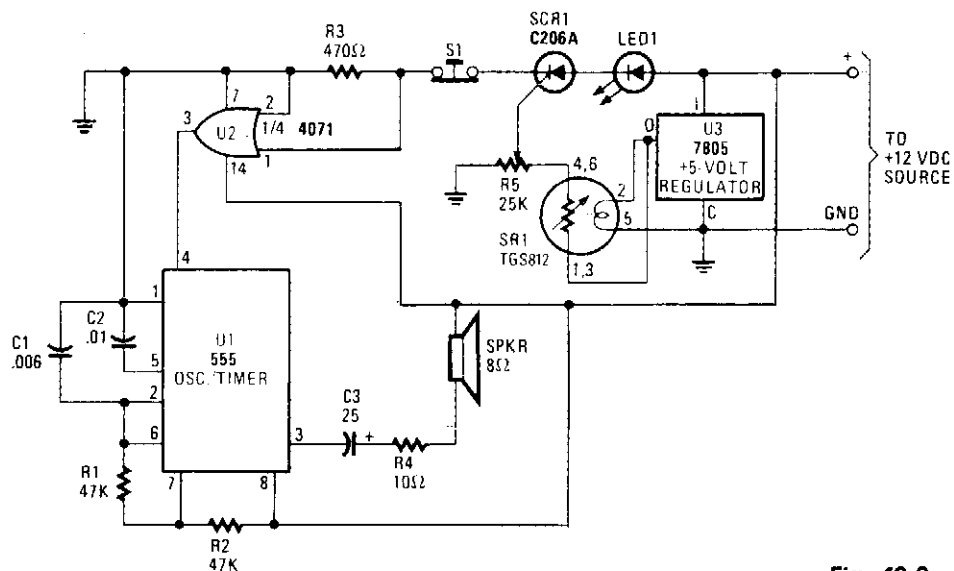 SCR1
C206A
LED1
R3
470Ω
S1
+
7
2
3
U2
1/4
4071
1
14
I
O
U3
7805
+5-VOLT
REGULATOR
C
TO
+12 VDC
SOURCE
GND
R5
25K
4,6
2
5
SR1
TGS812
1,3
4
1
C1
.006
C2
.01
5
2
6
U1
555
OSC./TIMER
3
7
8
C3
25
+
R4
10Ω
SPKR
8Ω
R1
47K
R2
47K